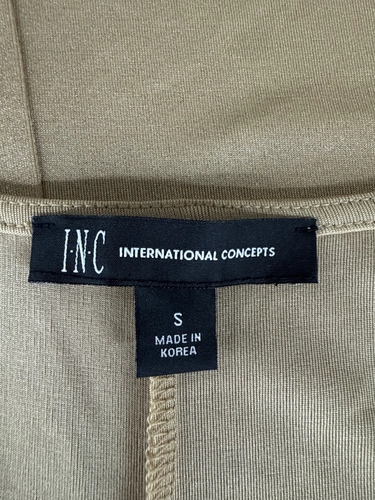 I·N·C INTERNATIONAL CONCEPTS
S
MADE IN
KOREA